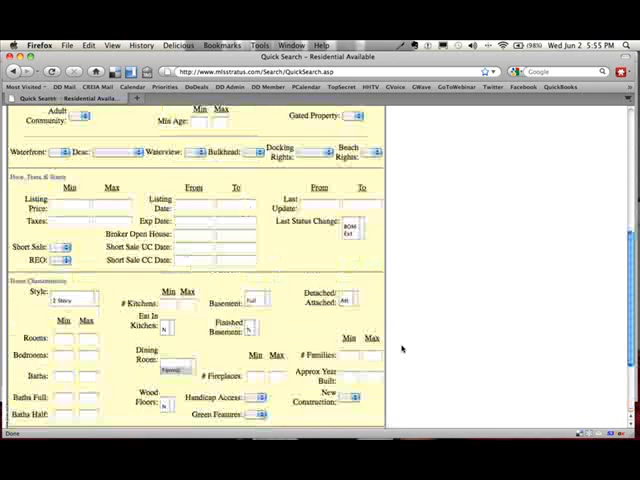 Firefox File Edit View History Delicious Bookmarks Tools Window Help (98%) Wed Jun 2 5:55 PM
Quick Search - Residential Available
http://www.mlsstratus.com/Search/QuickSearch.asp Google
Most Visited DD Mail CREIA Mail Calendar Priorities DoDeals DD Admin DD Member PCalendar TopSecret HHTV GVoice GWave GoToWebinar Twitter Facebook QuickBooks
Quick Search - Residential Availa...
Adult Community: Min Max Gated Property:
Min Age:
Waterfront: Desc: Waterview: Bulkhead: Docking Rights: Beach Rights:
Min Max From To From To
Listing Price: Listing Date: Last Update:
Taxes: Exp Date: Last Status Change: BOM
Ext
Broker Open House:
Short Sale: Short Sale UC Date:
REO: Short Sale CC Date:
Style: 2 Story Min Max # Kitchens: Basement: Full Detached/ Attached: Att
Eat In Kitchen: N Finished Basement:
Min Max
Rooms: Min Max
Bedrooms: Dining Room: Min Max # Families:
Baths: # Fireplaces: Approx Year Built:
Baths Full: Wood Floors: N Handicap Access: New Construction:
Baths Half: Green Features:
Done